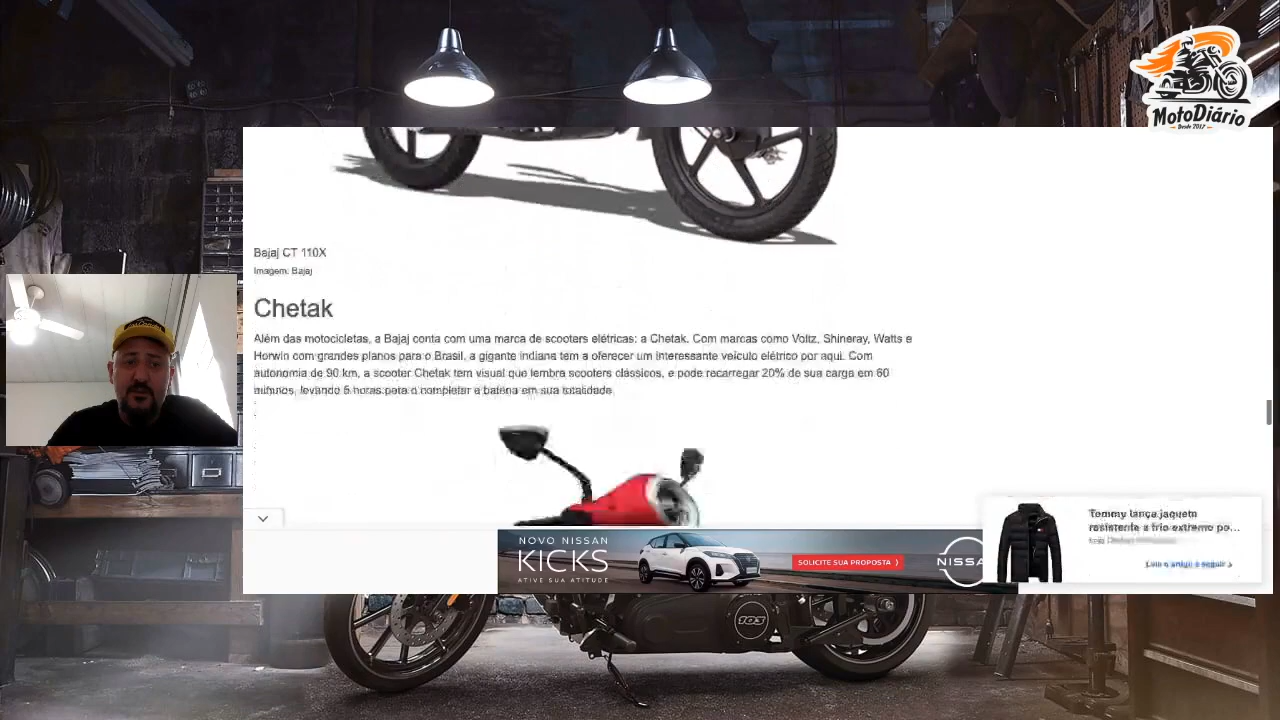 MotoDiário
Desde 2017
Bajaj CT 110X
Imagem: Bajaj
Chetak
Além das motocicletas, a Bajaj conta com uma marca de scooters elétricas: a Chetak. Com marcas como Voltz, Shineray, Watts e
Horwin com grandes planos para o Brasil, a gigante indiana tem a oferecer um interessante veículo elétrico por aqui. Com
autonomia de 90 km, a scooter Chetak tem visual que lembra scooters clássicos, e pode recarregar 20% de sua carga em 60
minutos, levando 5 horas para o completar a bateria em sua totalidade.
NOVO NISSAN
KICKS
ATIVE SUA ATITUDE
SOLICITE SUA PROPOSTA
NISSAN
Tommy lança jaqueta
resistente a frio extremo po...
Leia o artigo a seguir
103